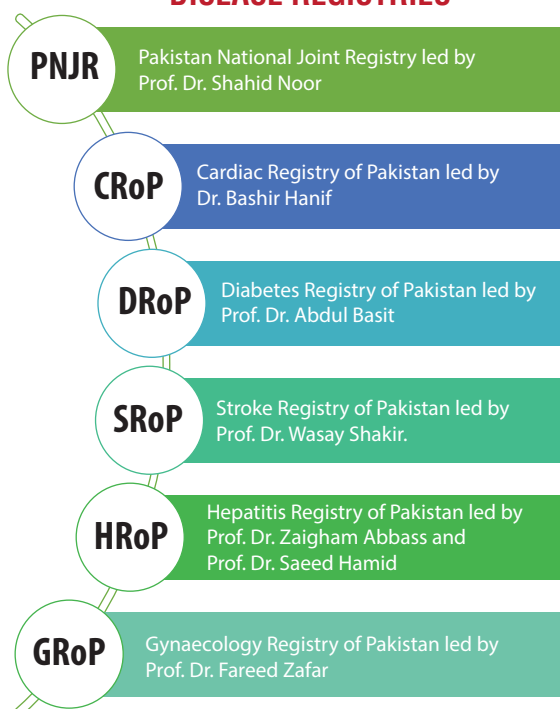 DISEASE REGISTRIES
PNJR
Pakistan National Joint Registry led by
Prof. Dr. Shahid Noor
CRoP
Cardiac Registry of Pakistan led by
Dr. Bashir Hanif
DRoP
Diabetes Registry of Pakistan led by
Prof. Dr. Abdul Basit
SRoP
Stroke Registry of Pakistan led by
Prof. Dr. Wasay Shakir.
HRoP
Hepatitis Registry of Pakistan led by
Prof. Dr. Zaigham Abbass and
Prof. Dr. Saeed Hamid
GRoP
Gynaecology Registry of Pakistan led by
Prof. Dr. Fareed Zafar